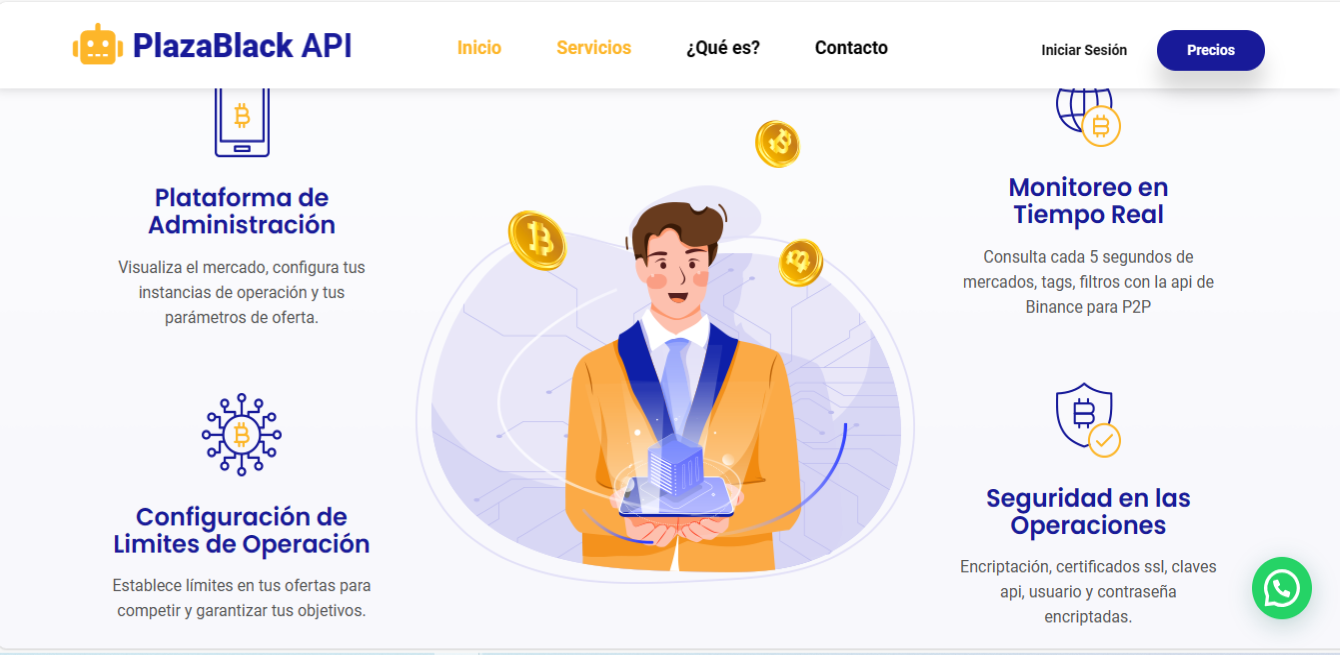 PlazaBlack API
Inicio
Servicios
¿Qué es?
Contacto
Iniciar Sesión
Precios
Plataforma de
Administración
Visualiza el mercado, configura tus
instancias de operación y tus
parámetros de oferta.
Configuración de
Limites de Operación
Establece límites en tus ofertas para
competir y garantizar tus objetivos.
Monitoreo en
Tiempo Real
Consulta cada 5 segundos de
mercados, tags, filtros con la api de
Binance para P2P
Seguridad en las
Operaciones
Encriptación, certificados ssl, claves
api, usuario y contraseña
encriptadas.